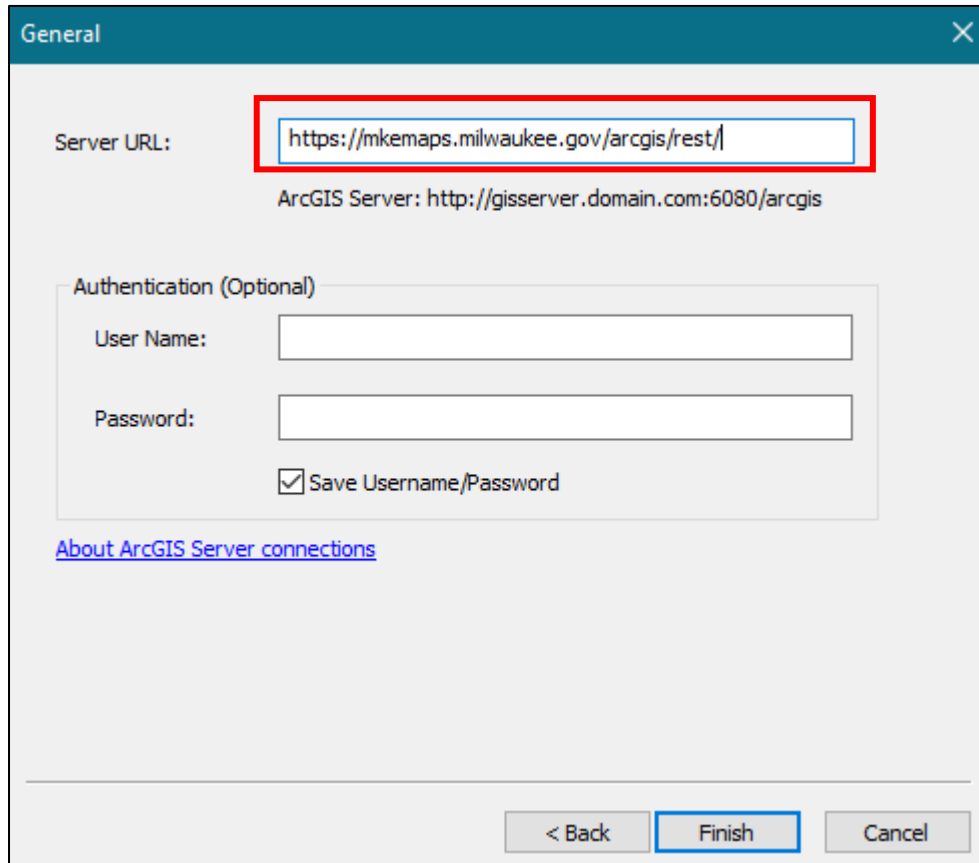 General
Server URL: https://mkemaps.milwaukee.gov/arcgis/rest/
ArcGIS Server: http://gisserver.domain.com:6080/arcgis
Authentication (Optional)
User Name:
Password:
Save Username/Password
About ArcGIS Server connections
< Back Finish Cancel